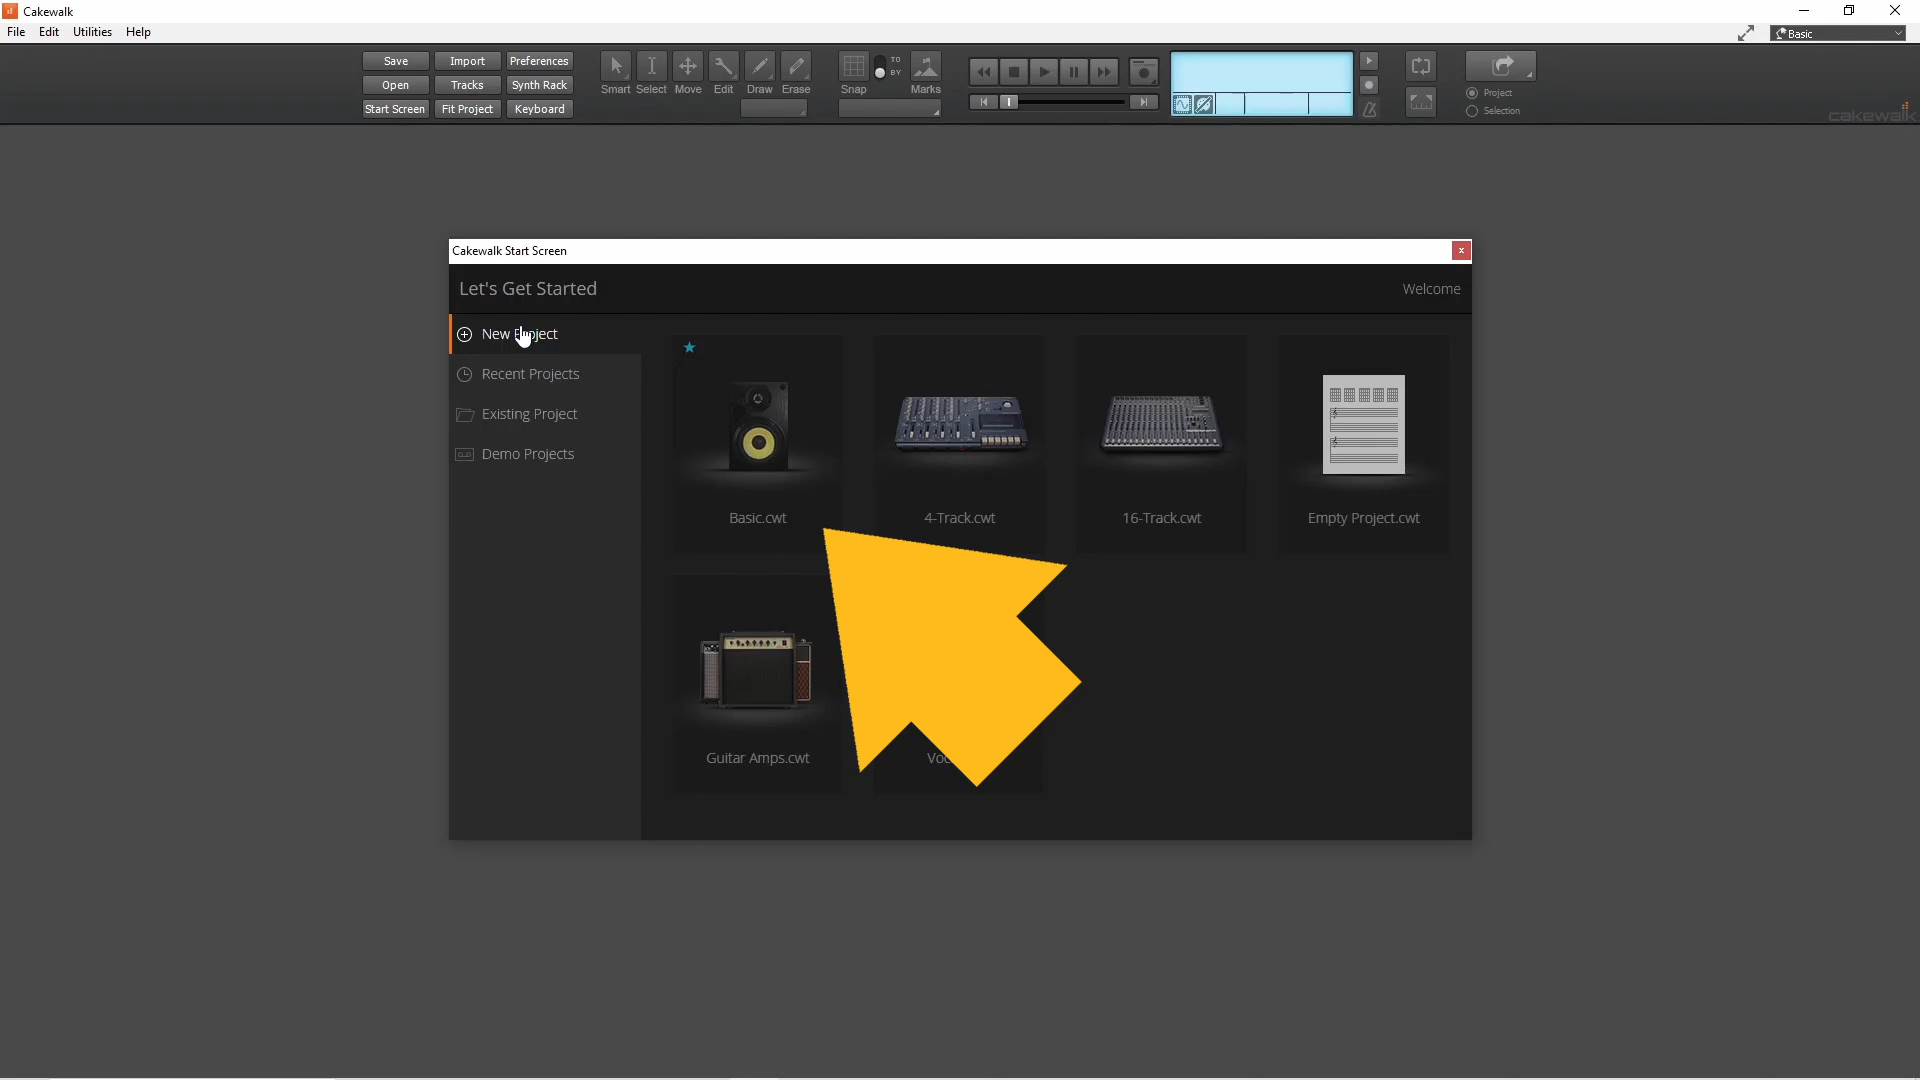 Cakewalk
File Edit Utilities Help
Basic
Save Import Preferences
Open Tracks Synth Rack
Start Screen Fit Project Keyboard
Smart Select Move Edit Draw Erase
Snap
TO
BY
Marks
Project
Selection
cakewalk
Cakewalk Start Screen
Let's Get Started
Welcome
New Project
Recent Projects
Existing Project
Demo Projects
Basic.cwt
4-Track.cwt
16-Track.cwt
Empty Project.cwt
Guitar Amps.cwt